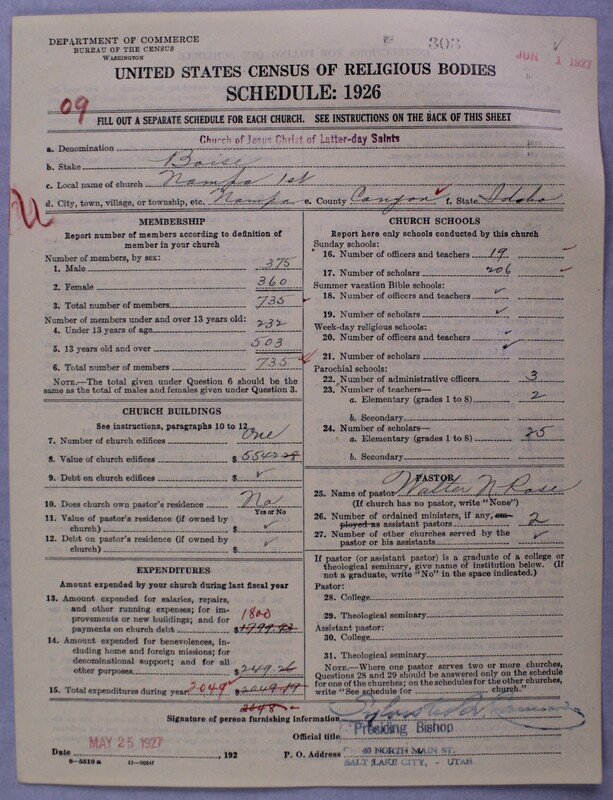 DEPARTMENT OF COMMERCE
BUREAU OF THE CENSUS
WASHINGTON
303
JUN 1 1927
UNITED STATES CENSUS OF RELIGIOUS BODIES
SCHEDULE: 1926
09
FILL OUT A SEPARATE SCHEDULE FOR EACH CHURCH. SEE INSTRUCTIONS ON THE BACK OF THIS SHEET
a. Denomination Church of Jesus Christ of Latter-day Saints
b. Stake Boise
c. Local name of church Nampa 1st
d. City, town, village, or township, etc. Nampa e. County Canyon f. State Idaho
MEMBERSHIP
Report number of members according to definition of
member in your church
Number of members, by sex:
1. Male 375
2. Female 360
3. Total number of members 735
Number of members under and over 13 years old:
4. Under 13 years of age 232
5. 13 years old and over 503
6. Total number of members 735
NOTE.—The total given under Question 6 should be the
same as the total of males and females given under Question 3.
CHURCH BUILDINGS
See instructions, paragraphs 10 to 12
7. Number of church edifices One
8. Value of church edifices $
9. Debt on church edifices $ ✓
10. Does church own pastor's residence? No
Yes or No
11. Value of pastor's residence (if owned by
church) $ ✓
12. Debt on pastor's residence (if owned by
church) $ ✓
EXPENDITURES
Amount expended by your church during last fiscal year
13. Amount expended for salaries, repairs,
and other running expenses; for im-
provements or new buildings; and for
payments on church debt 1800 $1799.93
14. Amount expended for benevolences, in-
cluding home and foreign missions; for
denominational support; and for all
other purposes $249.26
15. Total expenditures during year 2049 $2049.19
2048
CHURCH SCHOOLS
Report here only schools conducted by this church
Sunday schools:
16. Number of officers and teachers 19
17. Number of scholars 206
Summer vacation Bible schools:
18. Number of officers and teachers ✓
19. Number of scholars ✓
Week-day religious schools:
20. Number of officers and teachers ✓
21. Number of scholars ✓
Parochial schools:
22. Number of administrative officers 3
23. Number of teachers—
a. Elementary (grades 1 to 8) 2
b. Secondary
24. Number of scholars—
a. Elementary (grades 1 to 8) 25
b. Secondary
PASTOR
25. Name of pastor Walter N Rose
(If church has no pastor, write "None")
26. Number of ordained ministers, if any, em-
ployed as assistant pastors 2
27. Number of other churches served by the
pastor or his assistants ✓
If pastor (or assistant pastor) is a graduate of a college or
theological seminary, give name of institution below. (If
not a graduate, write "No" in the space indicated.)
Pastor:
28. College
29. Theological seminary
Assistant pastor:
30. College
31. Theological seminary
NOTE.—Where one pastor serves two or more churches,
Questions 28 and 29 should be answered only on the schedule
for one of the churches; on the schedules for the other churches,
write "See schedule for church."
Signature of person furnishing information
Official title Presiding Bishop
Date MAY 25 1927, 192 P. O. Address 40 NORTH MAIN ST.
SALT LAKE CITY, - UTAH.
8-5518a 11-9024